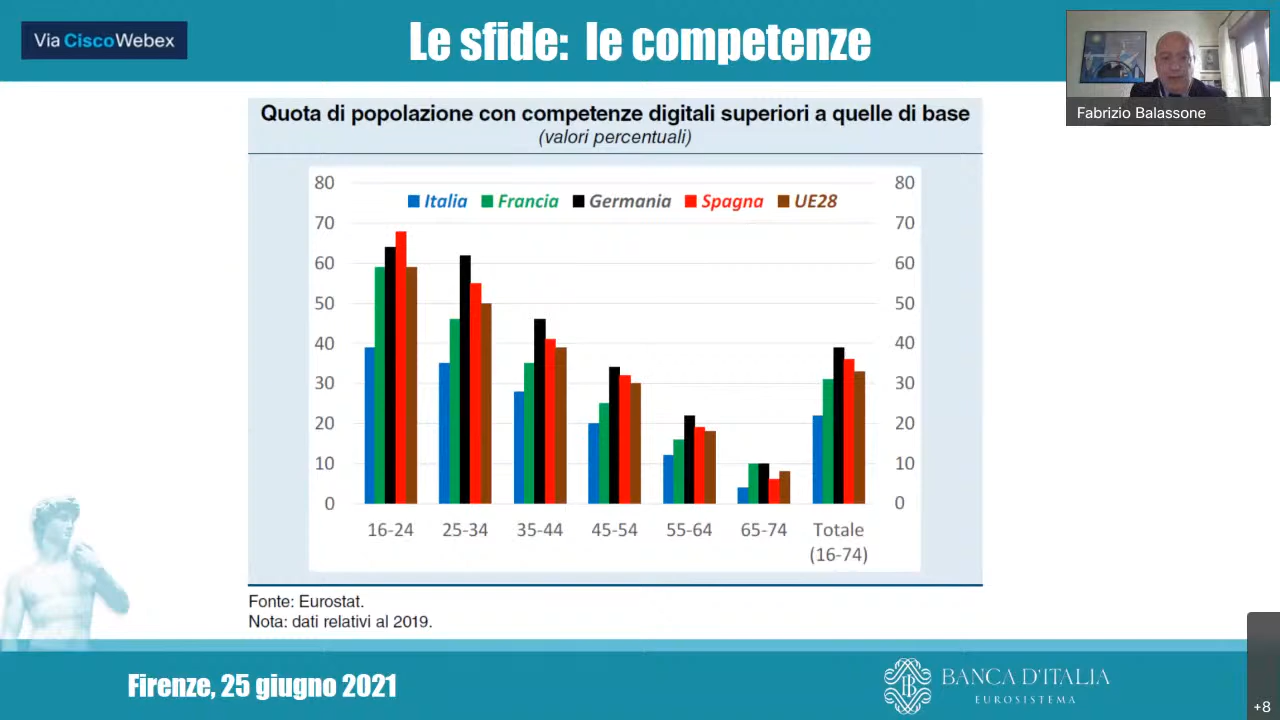 Via CiscoWebex
Le sfide: le competenze
Fabrizio Balassone
Quota di popolazione con competenze digitali superiori a quelle di base
(valori percentuali)
Italia Francia Germania Spagna UE28
80 80
70 70
60 60
50 50
40 40
30 30
20 20
10 10
0 0
16-24 25-34 35-44 45-54 55-64 65-74 Totale
(16-74)
Fonte: Eurostat.
Nota: dati relativi al 2019.
Firenze, 25 giugno 2021
BANCA D'ITALIA
EUROSISTEMA
+8